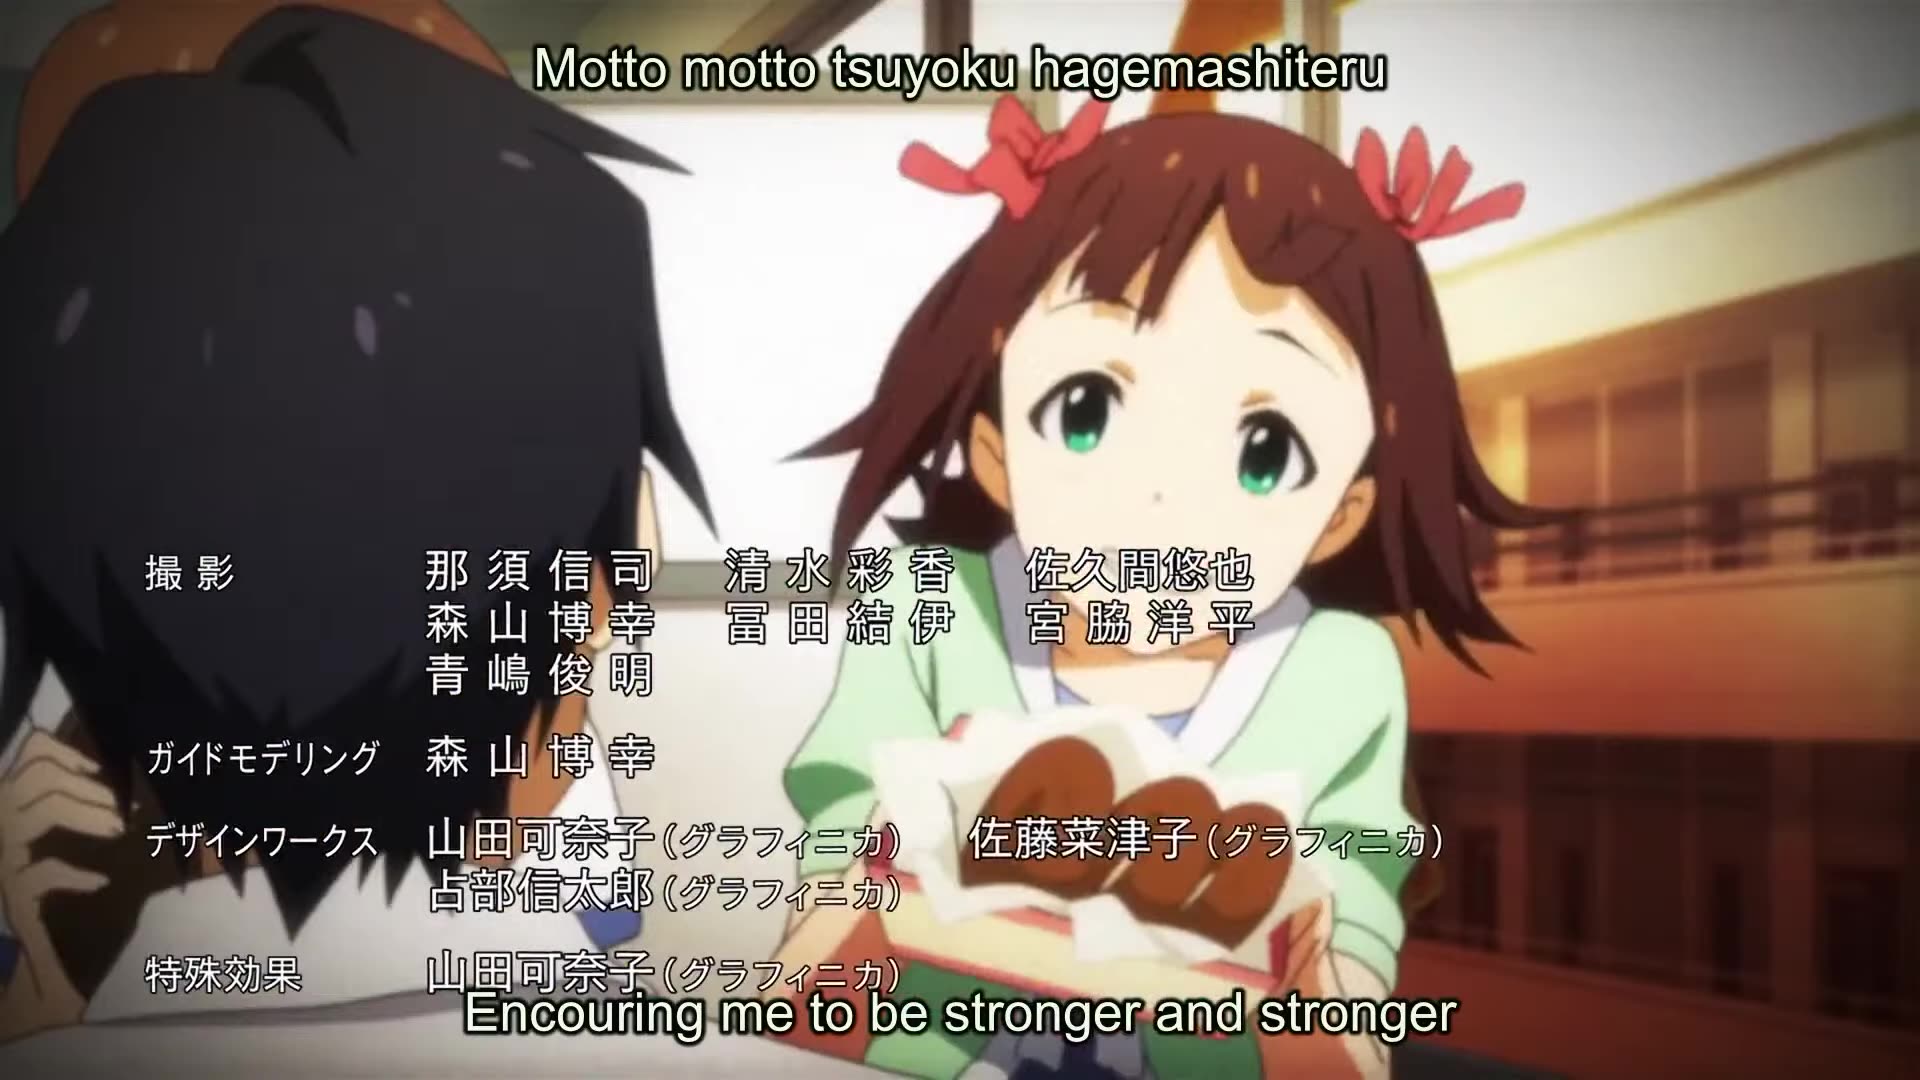 Motto motto tsuyoku hagemashiteru
撮影 那須信司 清水彩香 佐久間悠也
森山博幸 冨田結伊 宮脇洋平
青嶋俊明
ガイドモデリング 森山博幸
デザインワークス 山田可奈子(グラフィニカ) 佐藤菜津子(グラフィニカ)
占部信太郎(グラフィニカ)
特殊効果 山田可奈子(グラフィニカ)
Encouring me to be stronger and stronger